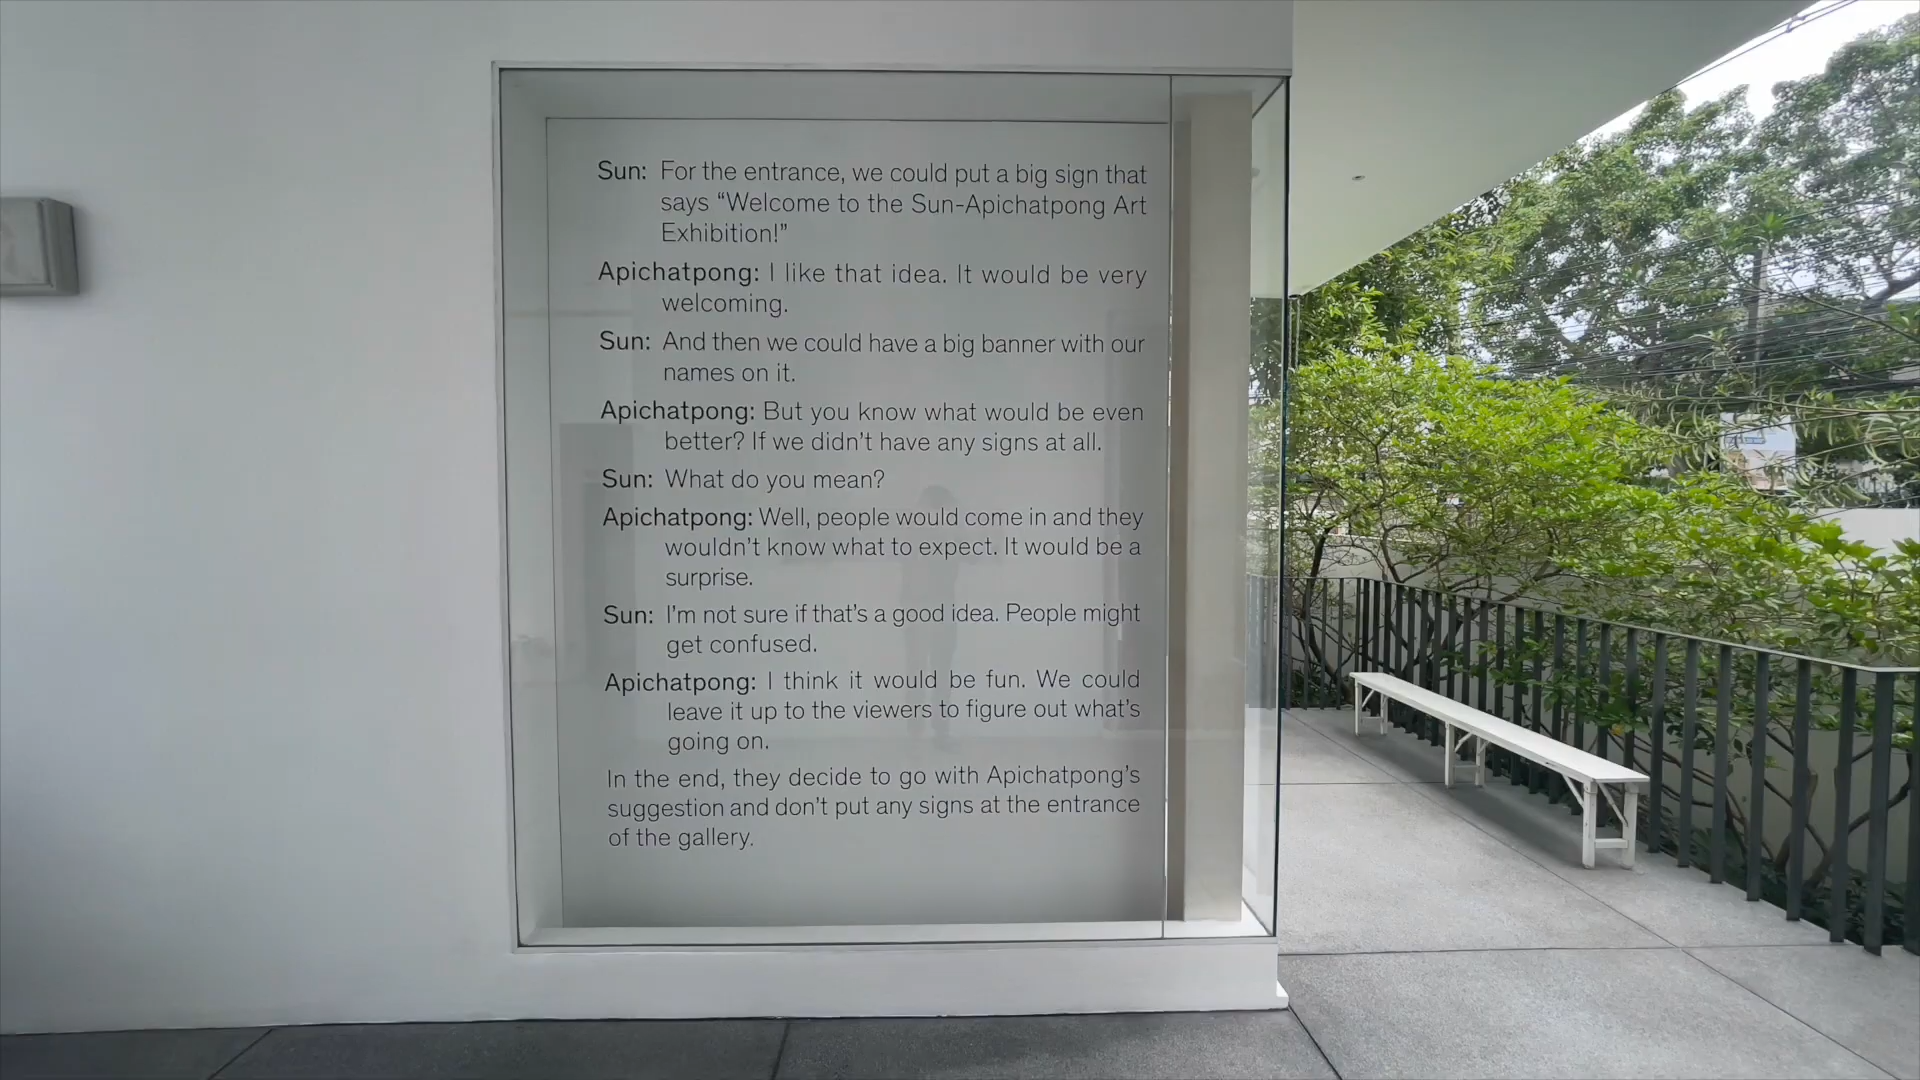 Sun: For the entrance, we could put a big sign that
says “Welcome to the Sun-Apichatpong Art
Exhibition!”
Apichatpong: I like that idea. It would be very
welcoming.
Sun: And then we could have a big banner with our
names on it.
Apichatpong: But you know what would be even
better? If we didn’t have any signs at all.
Sun: What do you mean?
Apichatpong: Well, people would come in and they
wouldn’t know what to expect. It would be a
surprise.
Sun: I’m not sure if that’s a good idea. People might
get confused.
Apichatpong: I think it would be fun. We could
leave it up to the viewers to figure out what’s
going on.
In the end, they decide to go with Apichatpong’s
suggestion and don’t put any signs at the entrance
of the gallery.